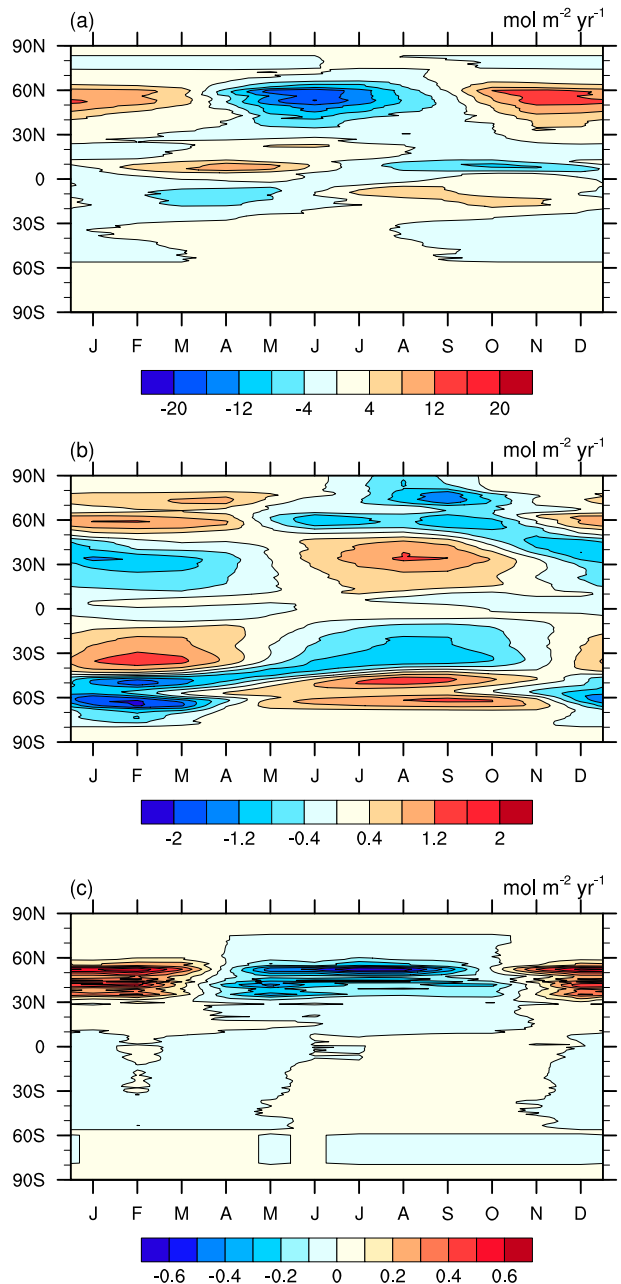 (a) mol m⁻² yr⁻¹
90N
60N
30N
0
30S
60S
90S
J F M A M J J A S O N D
-20 -12 -4 4 12 20
(b) mol m⁻² yr⁻¹
90N
60N
30N
0
30S
60S
90S
J F M A M J J A S O N D
-2 -1.2 -0.4 0.4 1.2 2
(c) mol m⁻² yr⁻¹
90N
60N
30N
0
30S
60S
90S
J F M A M J J A S O N D
-0.6 -0.4 -0.2 0 0.2 0.4 0.6